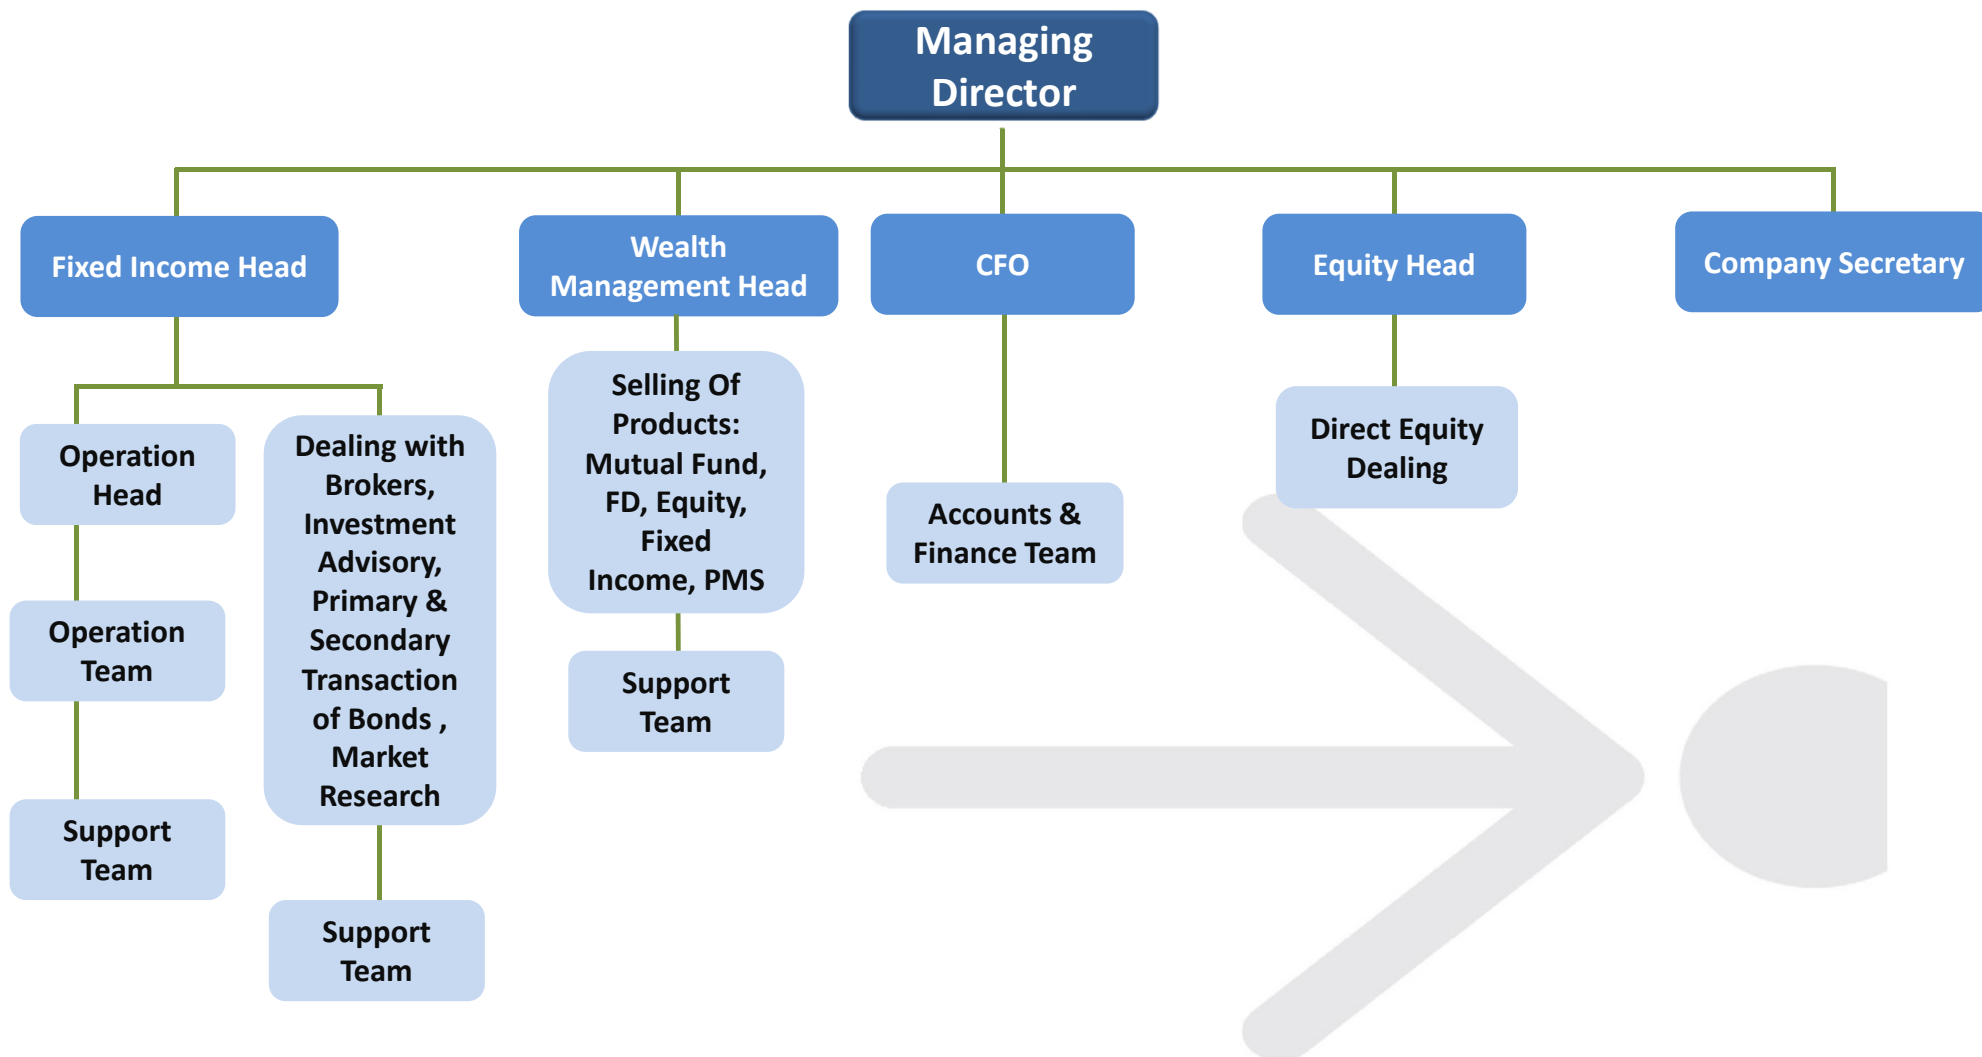 Managing
Director
Fixed Income Head
Wealth
Management Head
CFO
Equity Head
Company Secretary
Operation
Head
Operation
Team
Support
Team
Dealing with
Brokers,
Investment
Advisory,
Primary &
Secondary
Transaction
of Bonds ,
Market
Research
Support
Team
Selling Of
Products:
Mutual Fund,
FD, Equity,
Fixed
Income, PMS
Support
Team
Accounts &
Finance Team
Direct Equity
Dealing